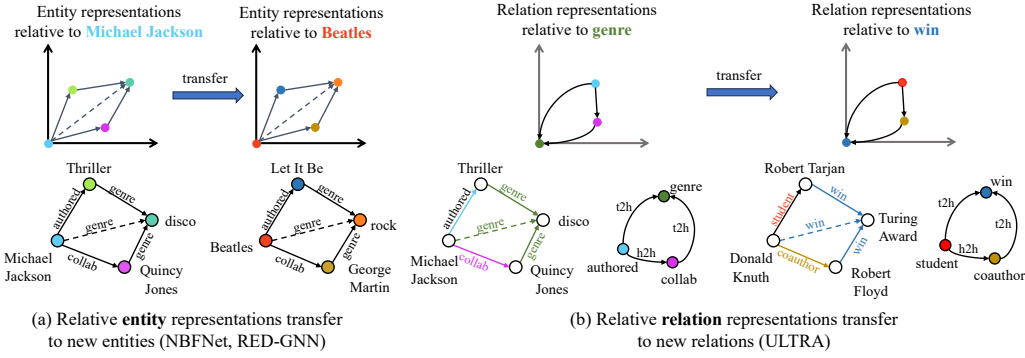 Entity representations
relative to Michael Jackson
transfer
Entity representations
relative to Beatles
Thriller
authored
genre
genre
disco
collab
genre
Michael
Jackson
Quincy
Jones
Let It Be
authored
genre
genre
rock
Beatles
collab
genre
George
Martin
(a) Relative entity representations transfer
to new entities (NBFNet, RED-GNN)
Relation representations
relative to genre
transfer
Relation representations
relative to win
Thriller
authored
genre
genre
disco
collab
genre
Michael
Jackson
Quincy
Jones
genre
t2h
t2h
authored
h2h
collab
Robert Tarjan
student
win
win
Turing
Award
coauthor
win
Donald
Knuth
Robert
Floyd
win
t2h
t2h
h2h
student
coauthor
(b) Relative relation representations transfer
to new relations (ULTRA)